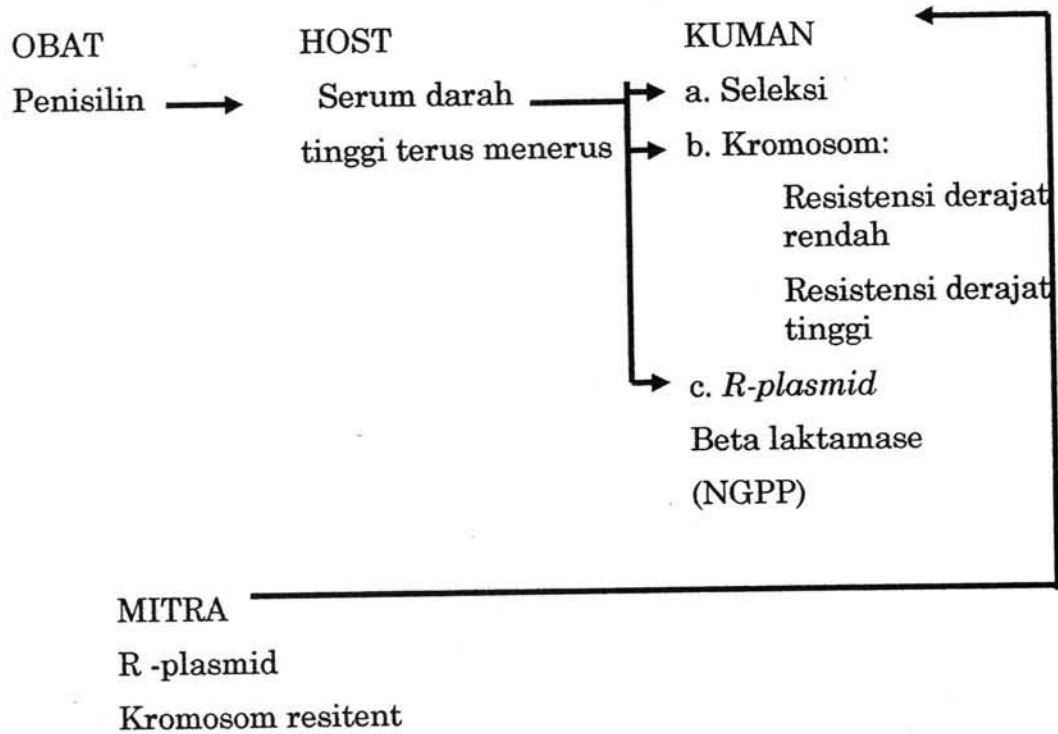 OBAT
Penisilin
HOST
Serum darah
tinggi terus menerus
KUMAN
a. Seleksi
b. Kromosom:
Resistensi derajat
rendah
Resistensi derajat
tinggi
c. R-plasmid
Beta laktamase
(NGPP)
MITRA
R -plasmid
Kromosom resitent